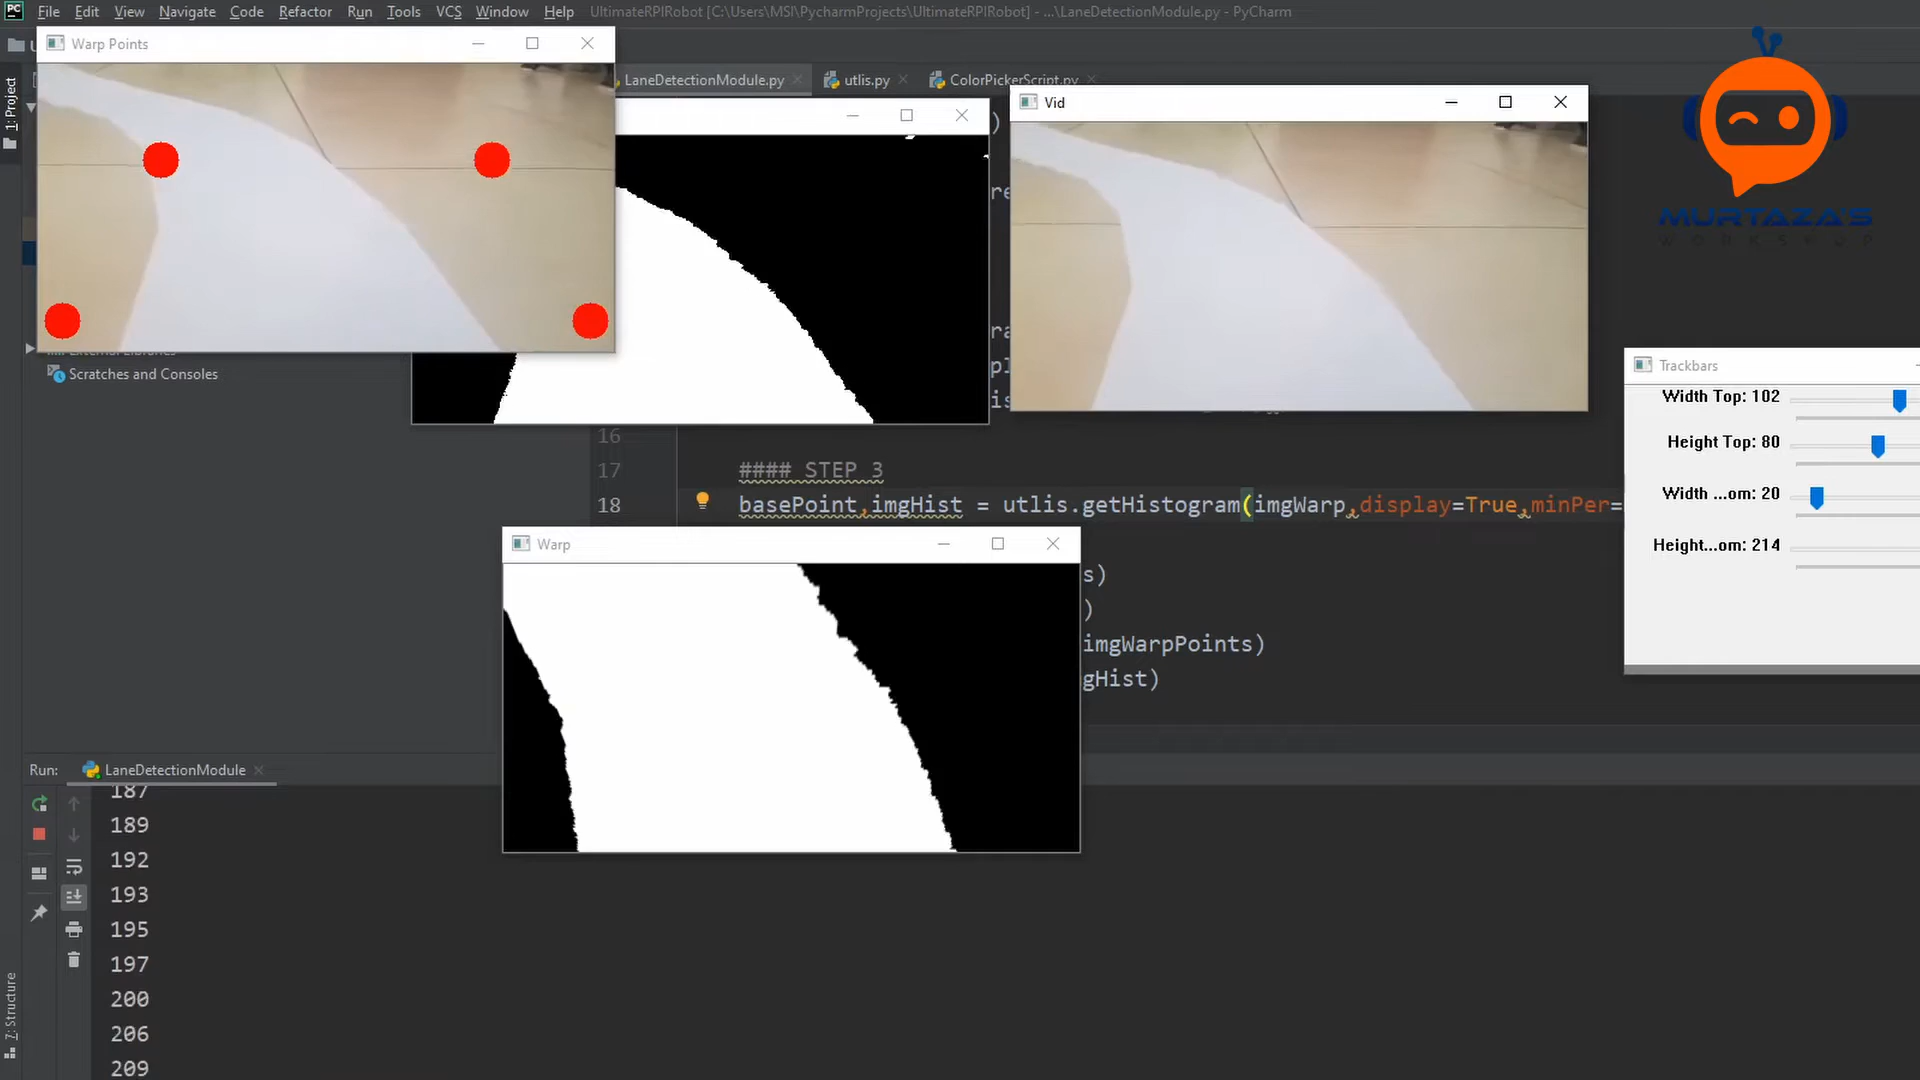 PC File Edit View Navigate Code Refactor Run Tools VCS Window Help UltimateRPIRobot [C:\Users\MSI\PycharmProjects\UltimateRPIRobot] - ...\LaneDetectionModule.py - PyCharm
Warp Points
LaneDetectionModule.py utlis.py ColorPickerScript.py
Vid
MURTAZA'S
WORKSHOP
1: Project
)
Scratches and Consoles
Trackbars
Width Top: 102
Height Top: 80
Width ...om: 20
Height...om: 214
16
17 #### STEP 3
18 basePoint,imgHist = utlis.getHistogram(imgWarp,display=True,minPer=
Warp
s)
)
imgWarpPoints)
gHist)
Run: LaneDetectionModule
187
189
192
193
195
197
200
206
209
7: Structure